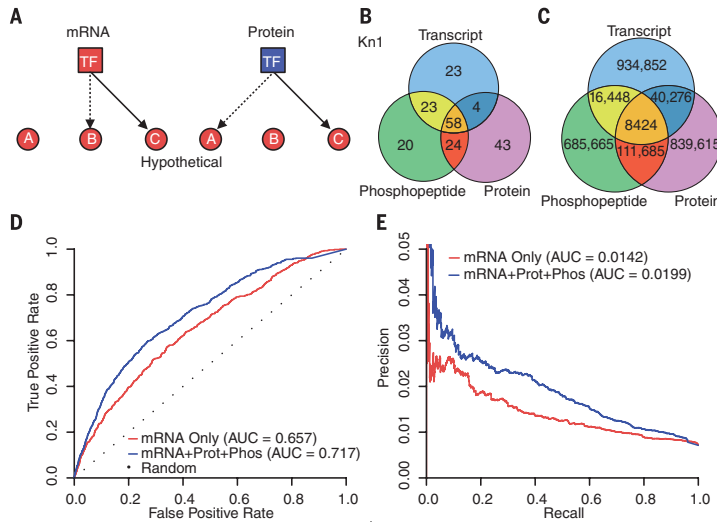 A
mRNA
Protein
TF
TF
A
B
C
A
B
C
Hypothetical
B
Kn1
Transcript
23
23
4
58
20
24
43
Phosphopeptide
Protein
C
Transcript
934,852
16,448
40,276
8424
685,665
111,685
839,615
Phosphopeptide
Protein
D
True Positive Rate
1.0
0.8
0.6
0.4
0.2
0.0
mRNA Only (AUC = 0.657)
mRNA+Prot+Phos (AUC = 0.717)
Random
0.0
0.2
0.4
0.6
0.8
1.0
False Positive Rate
E
Precision
0.05
0.04
0.03
0.02
0.01
0.00
mRNA Only (AUC = 0.0142)
mRNA+Prot+Phos (AUC = 0.0199)
0.0
0.2
0.4
0.6
0.8
1.0
Recall